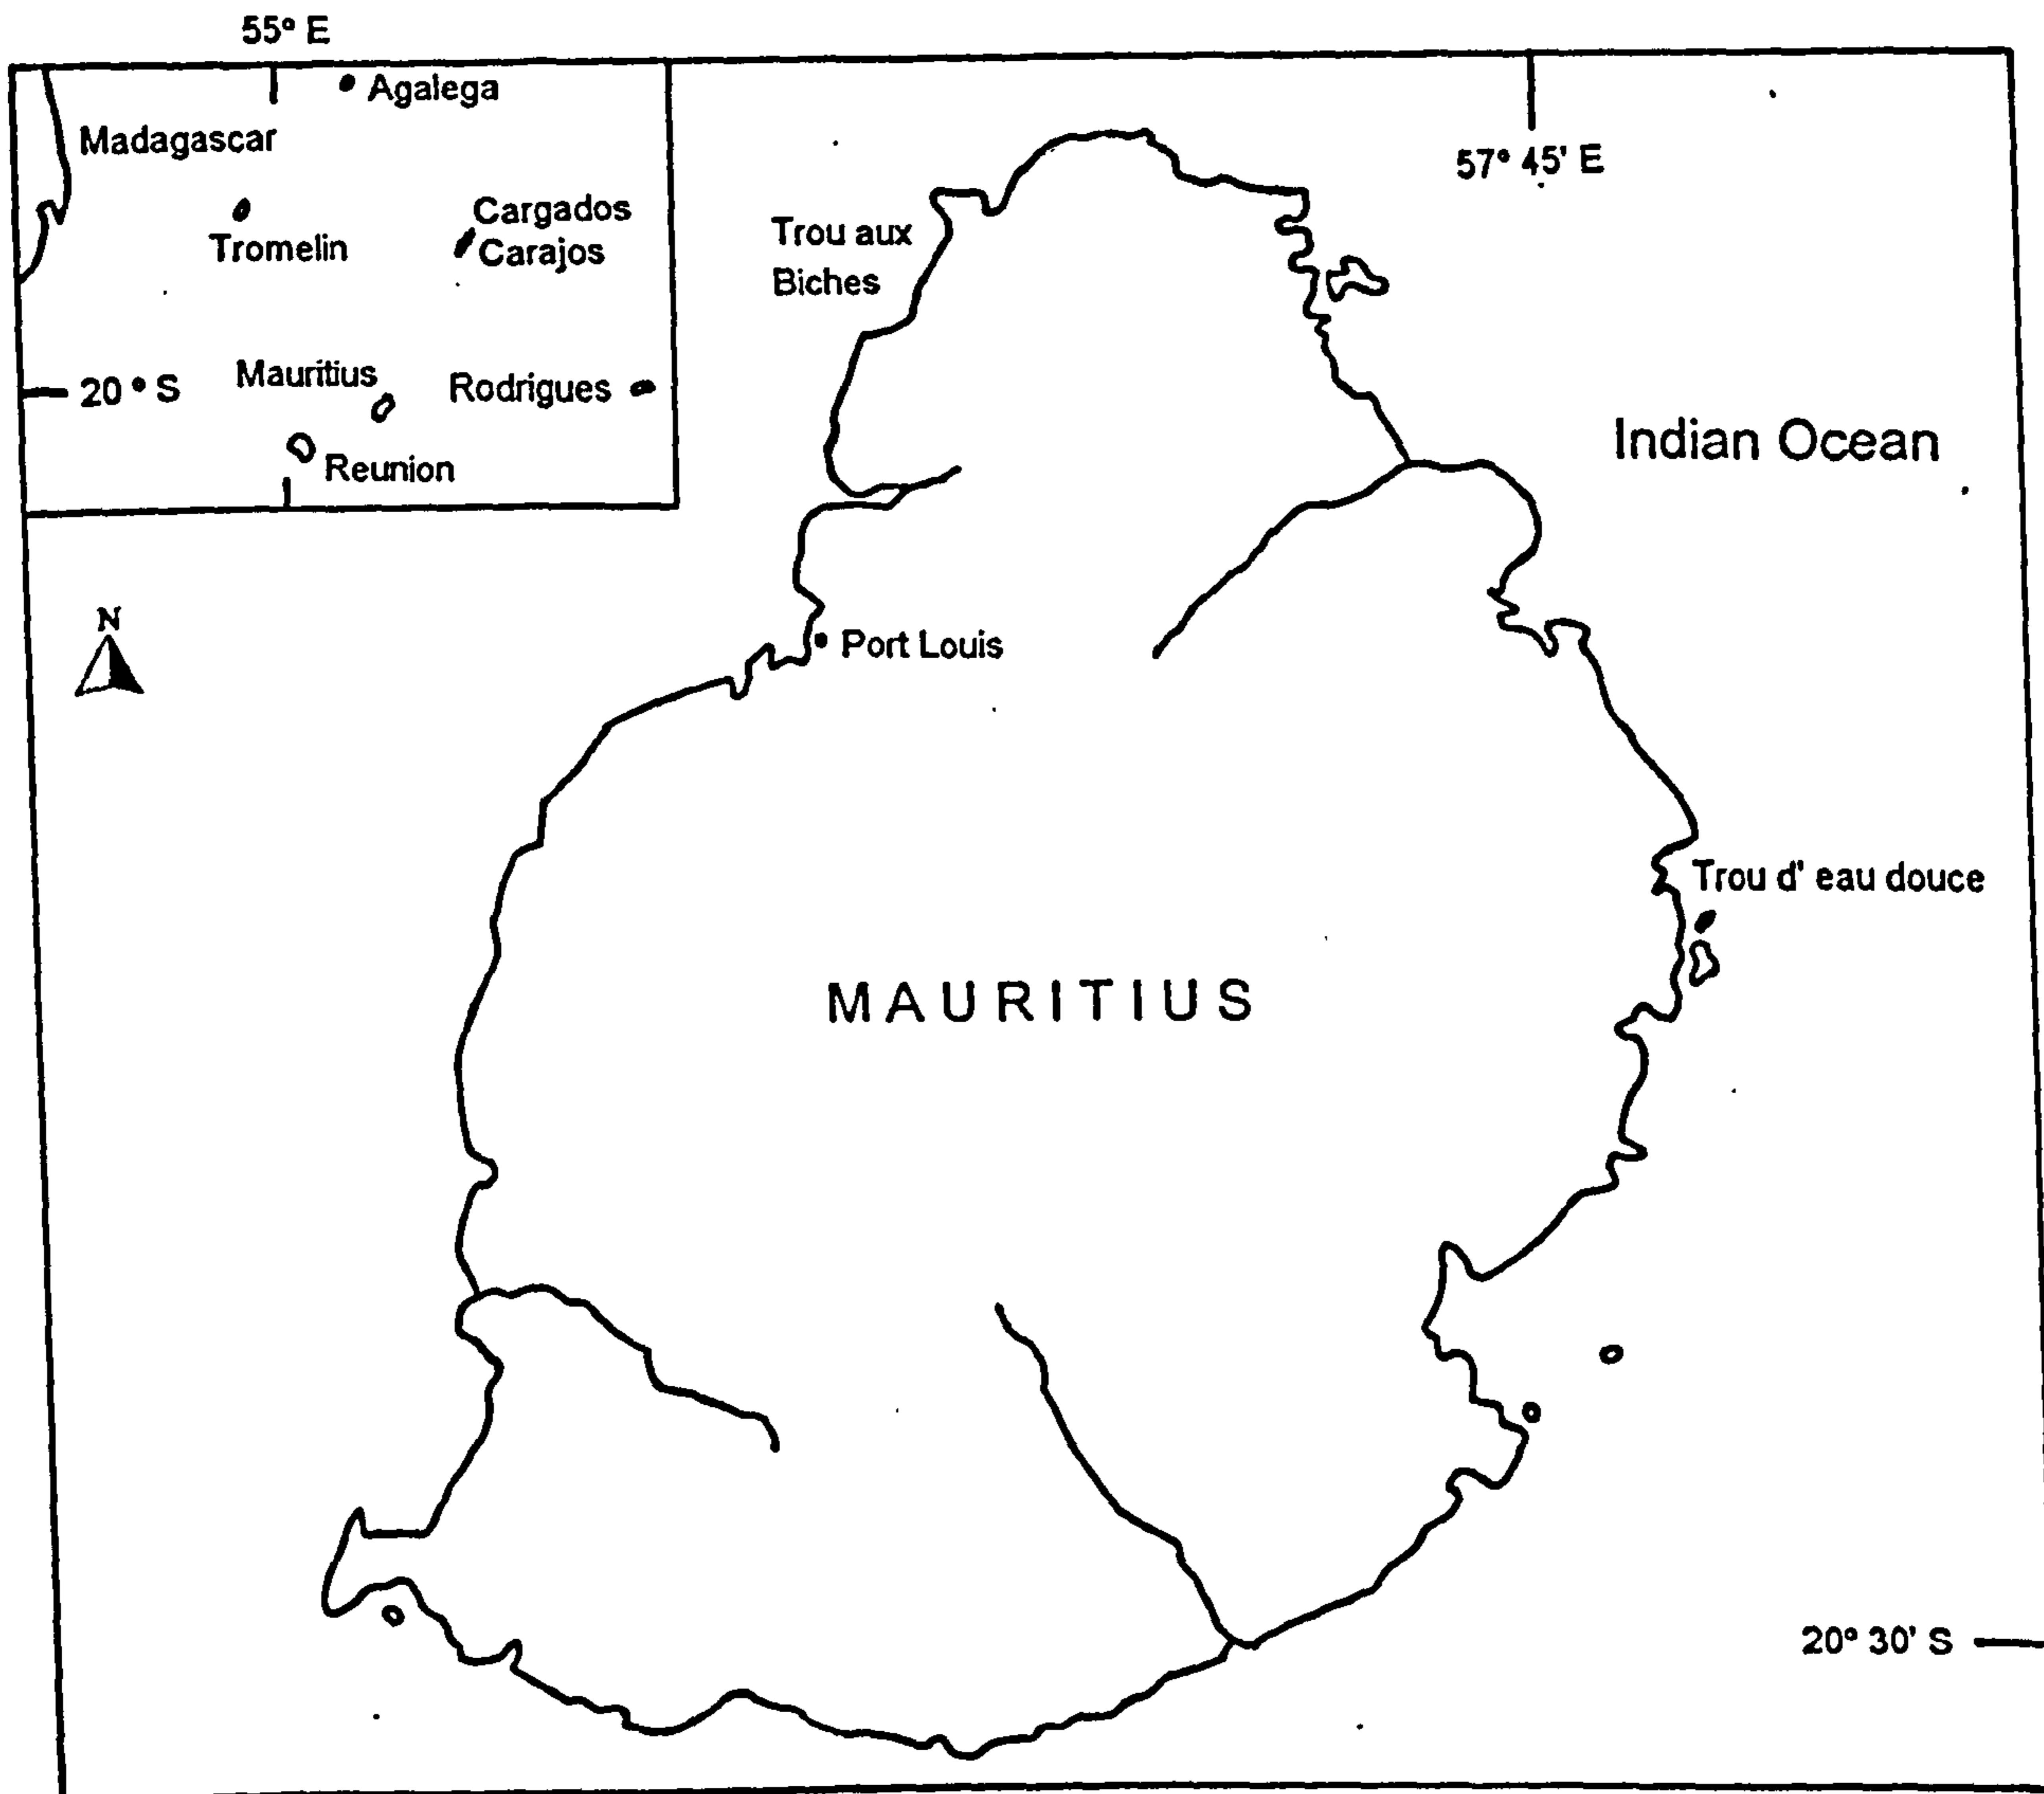 55° E
Agalega
Madagascar
Cargados
Carajos
Tromelin
20° S
Mauritius
Rodrigues
Reunion
57° 45' E
Trou aux
Biches
Indian Ocean
N
Port Louis
Trou d' eau douce
MAURITIUS
20° 30' S